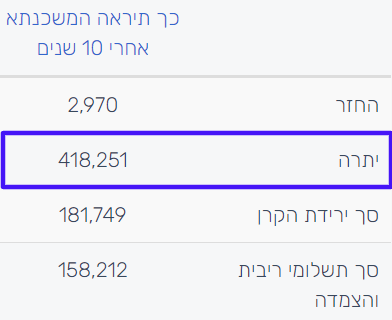 כך תיראה המשכנתא
אחרי 10 שנים
החזר 2,970
יתרה 418,251
סך ירידת הקרן 181,749
סך תשלומי ריבית 158,212
והצמדה